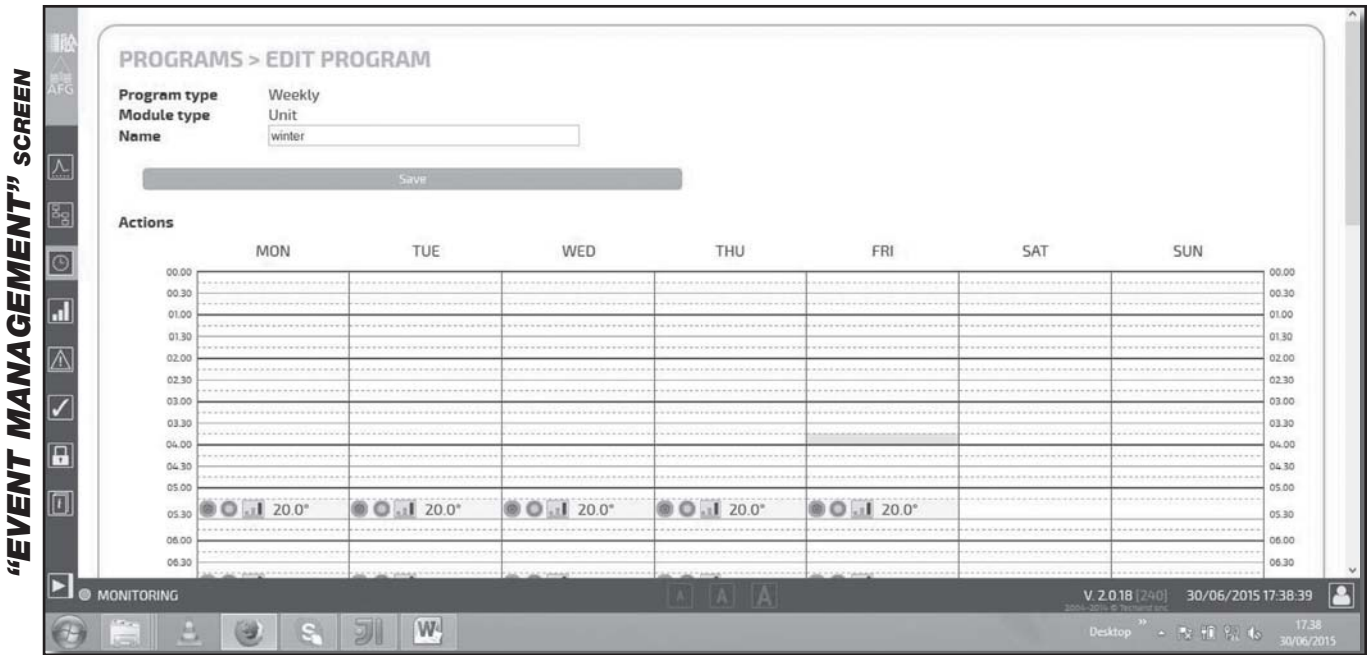 “EVENT MANAGEMENT” SCREEN
AFG
PROGRAMS > EDIT PROGRAM
Program type Weekly
Module type Unit
Name winter
Save
Actions
MON TUE WED THU FRI SAT SUN
00.00 00.00
00.30 00.30
01.00 01.00
01.30 01.30
02.00 02.00
02.30 02.30
03.00 03.00
03.30 03.30
04.00 04.00
04.30 04.30
05.00 05.00
05.30 20.0° 20.0° 20.0° 20.0° 20.0° 05.30
06.00 06.00
06.30 06.30
MONITORING A A A V. 2.0.18 [240] 30/06/2015 17:38:39
2004-2014 © Techend snc
Desktop » 17.38
30/06/2015